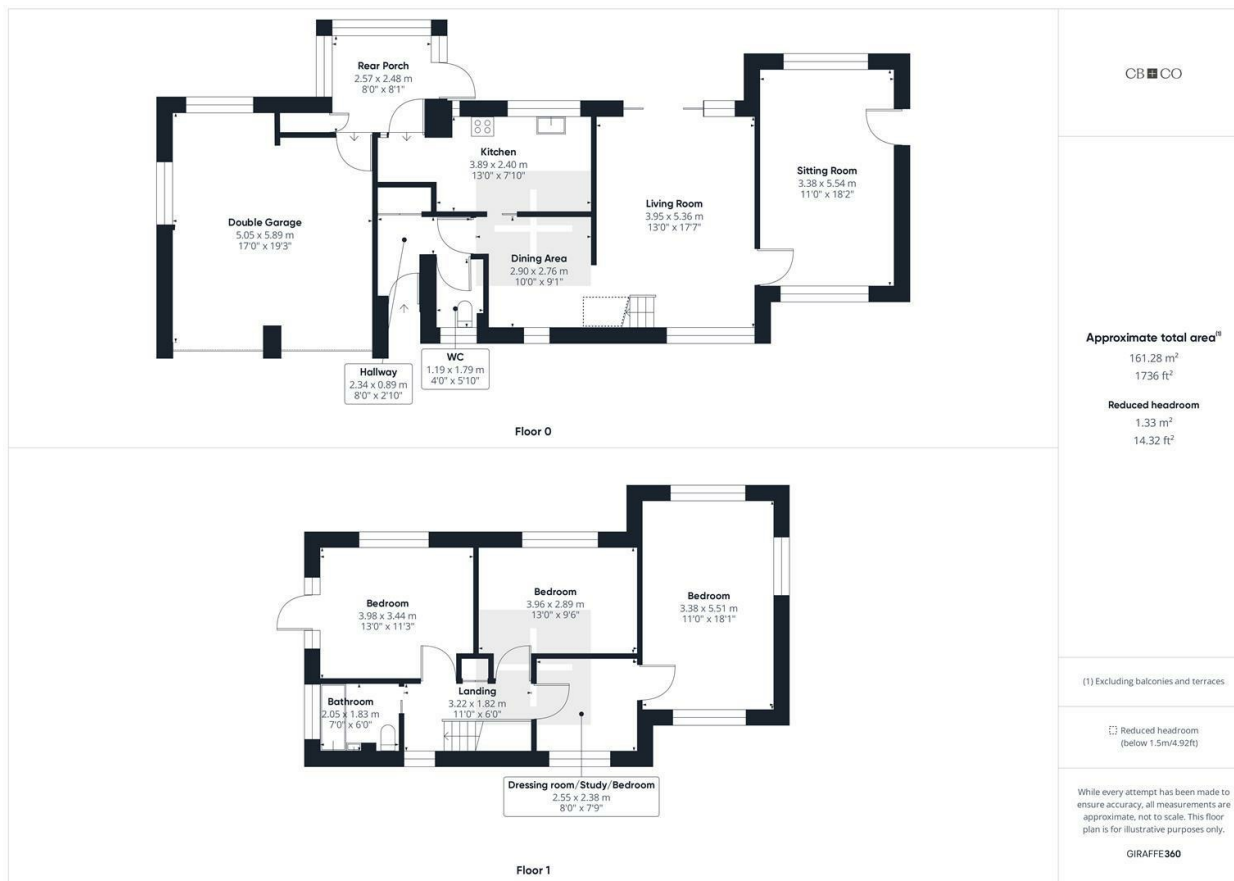 Rear Porch
2.57 x 2.48 m
8'0" x 8'1"
Kitchen
3.89 x 2.40 m
13'0" x 7'10"
Sitting Room
3.38 x 5.54 m
11'0" x 18'2"
Living Room
3.95 x 5.36 m
13'0" x 17'7"
Double Garage
5.05 x 5.89 m
17'0" x 19'3"
Dining Area
2.90 x 2.76 m
10'0" x 9'1"
WC
1.19 x 1.79 m
4'0" x 5'10"
Hallway
2.34 x 0.89 m
8'0" x 2'10"
Floor 0
Bedroom
3.98 x 3.44 m
13'0" x 11'3"
Bedroom
3.96 x 2.89 m
13'0" x 9'6"
Bedroom
3.38 x 5.51 m
11'0" x 18'1"
Landing
3.22 x 1.82 m
11'0" x 6'0"
Bathroom
2.05 x 1.83 m
7'0" x 6'0"
Dressing room/Study/Bedroom
2.55 x 2.38 m
8'0" x 7'9"
Floor 1
CB CO
Approximate total area(1)
161.28 m²
1736 ft²
Reduced headroom
1.33 m²
14.32 ft²
(1) Excluding balconies and terraces
Reduced headroom
(below 1.5m/4.92ft)
While every attempt has been made to
ensure accuracy, all measurements are
approximate, not to scale. This floor
plan is for illustrative purposes only.
GIRAFFE360